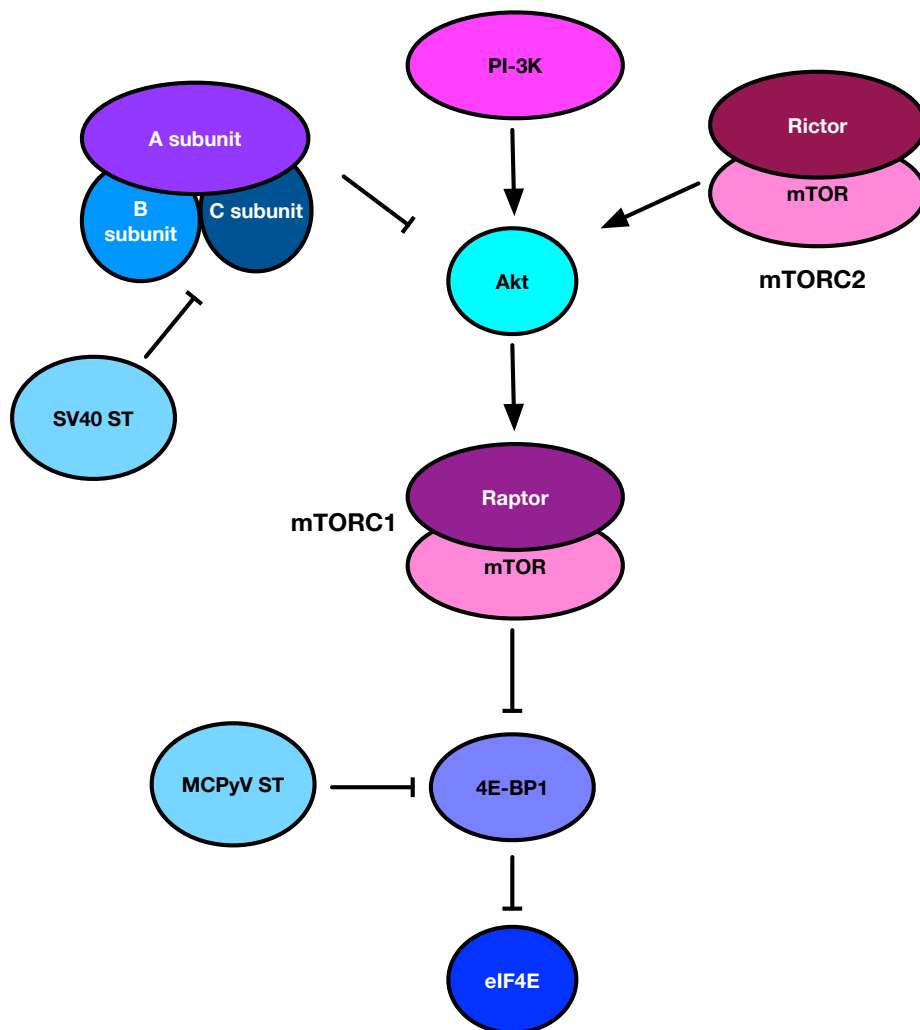 PI-3K
A subunit
Rictor
mTOR
B
subunit
C subunit
mTORC2
Akt
SV40 ST
Raptor
mTORC1
mTOR
MCPyV ST
4E-BP1
eIF4E